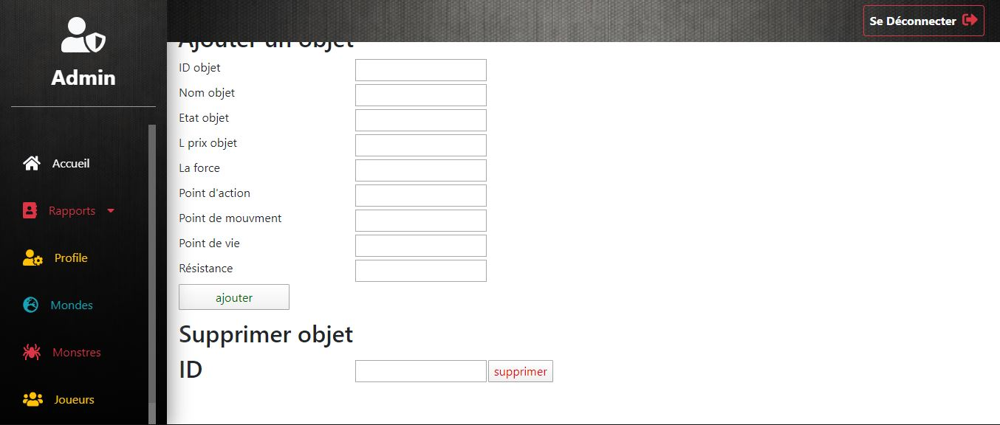 Se Déconnecter
Admin
Accueil
Rapports
Profile
Mondes
Monstres
Joueurs
Ajouter un objet
ID objet
Nom objet
Etat objet
L prix objet
La force
Point d'action
Point de mouvment
Point de vie
Résistance
ajouter
Supprimer objet
ID
supprimer